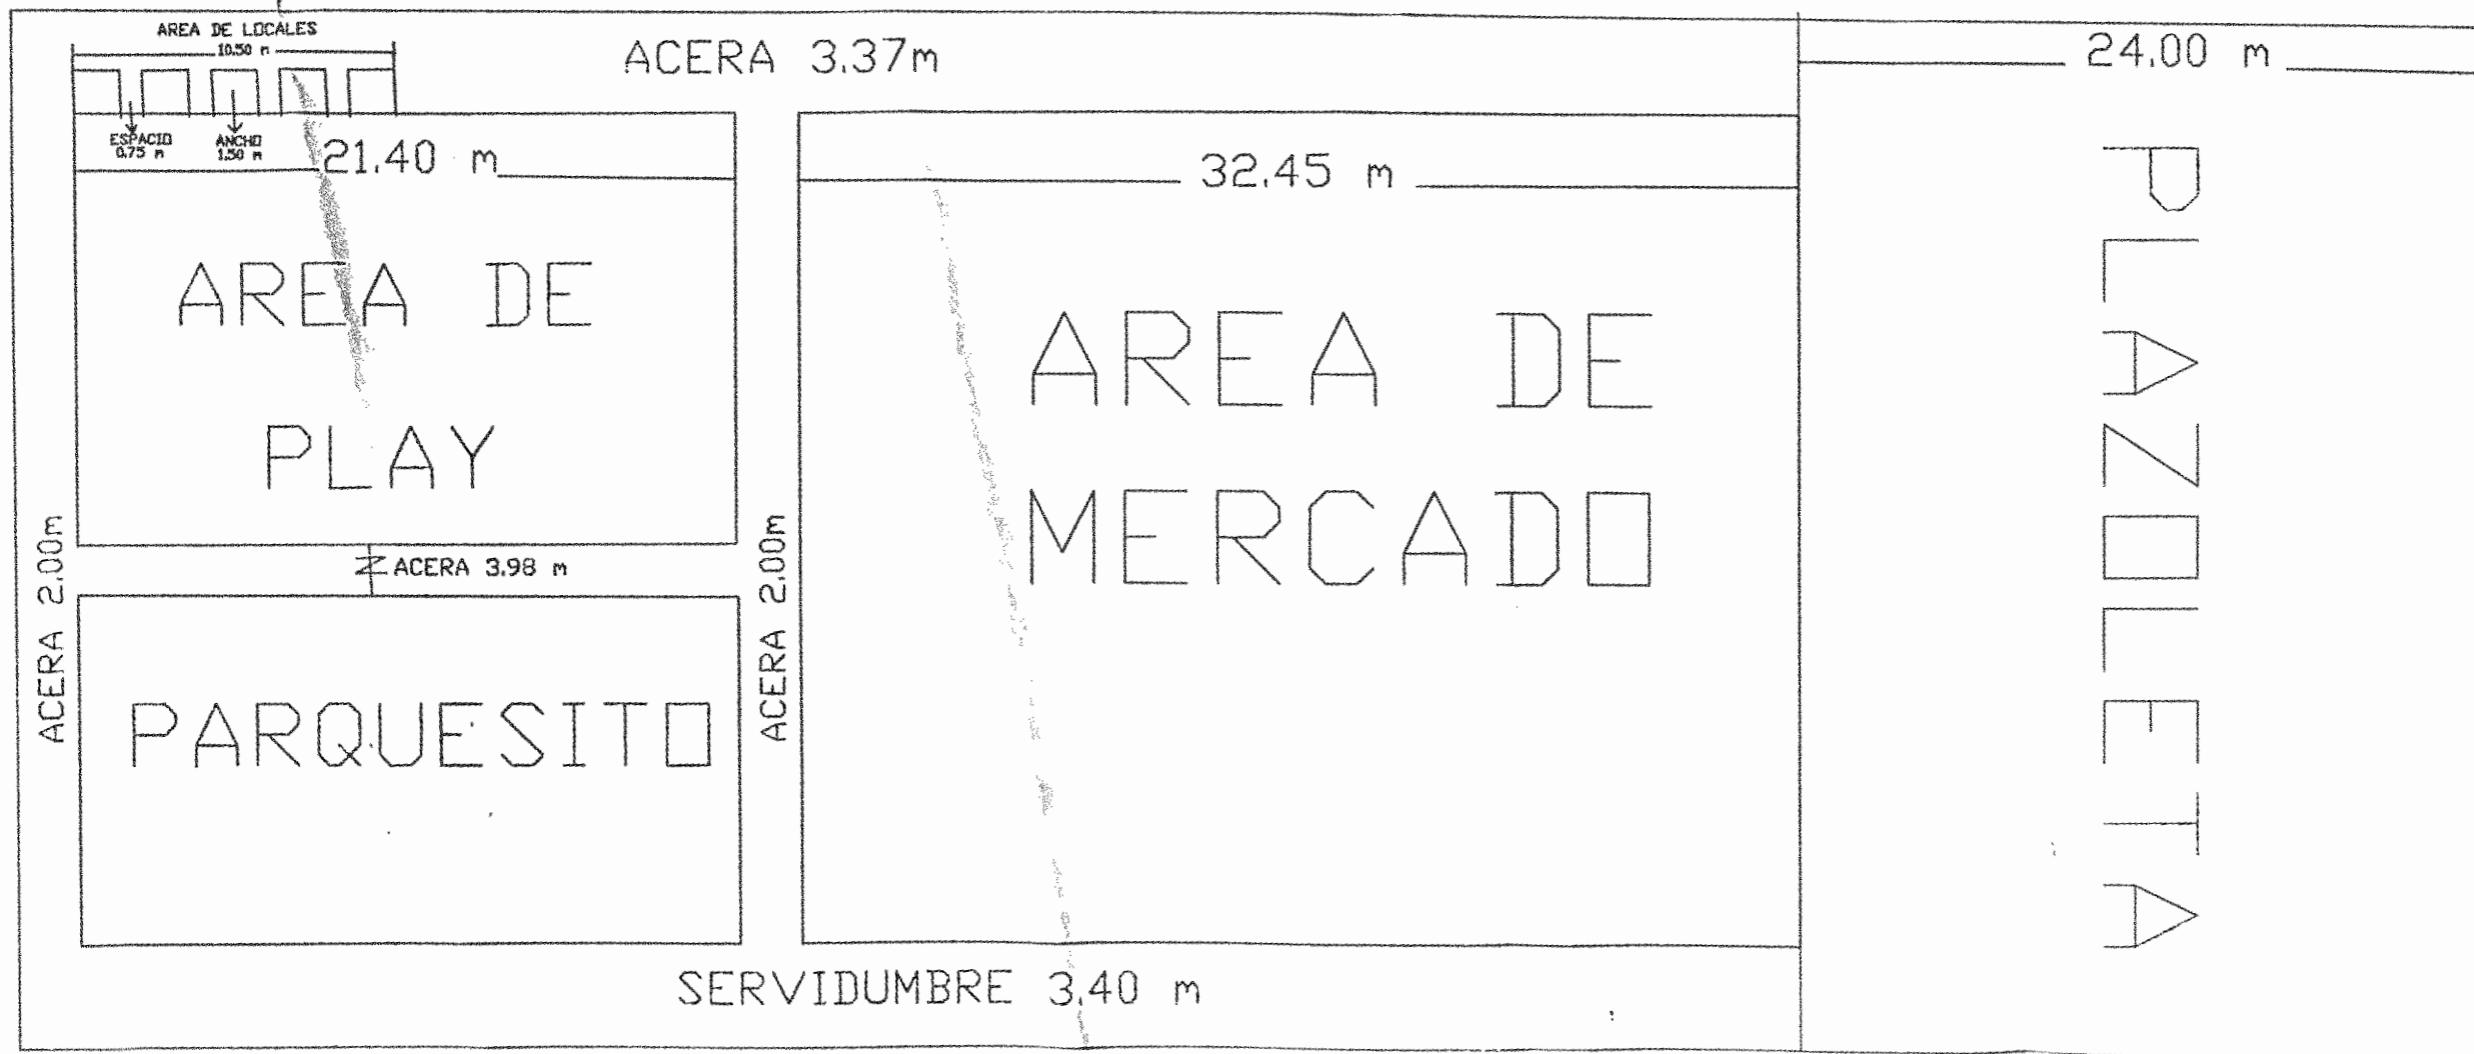 AREA DE LOCALES
10.50 m
ACERA 3.37m
24.00 m
ESPACIO
0.75 m
ANCHO
1.50 m
21.40 m
32.45 m
AREA DE
PLAY
AREA DE
MERCADO
PLAZOLETA
ACERA 2.00m
ACERA 3.98 m
ACERA 2.00m
PARQUESITO
SERVIDUMBRE 3.40 m